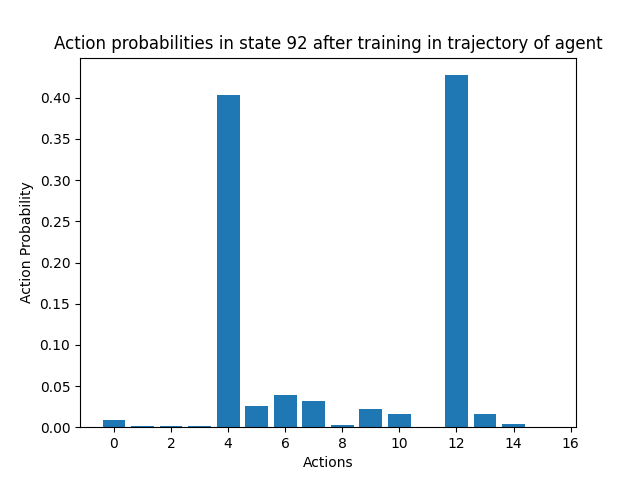 Action probabilities in state 92 after training in trajectory of agent
Action Probability
0.40
0.35
0.30
0.25
0.20
0.15
0.10
0.05
0.00
0 2 4 6 8 10 12 14 16
Actions